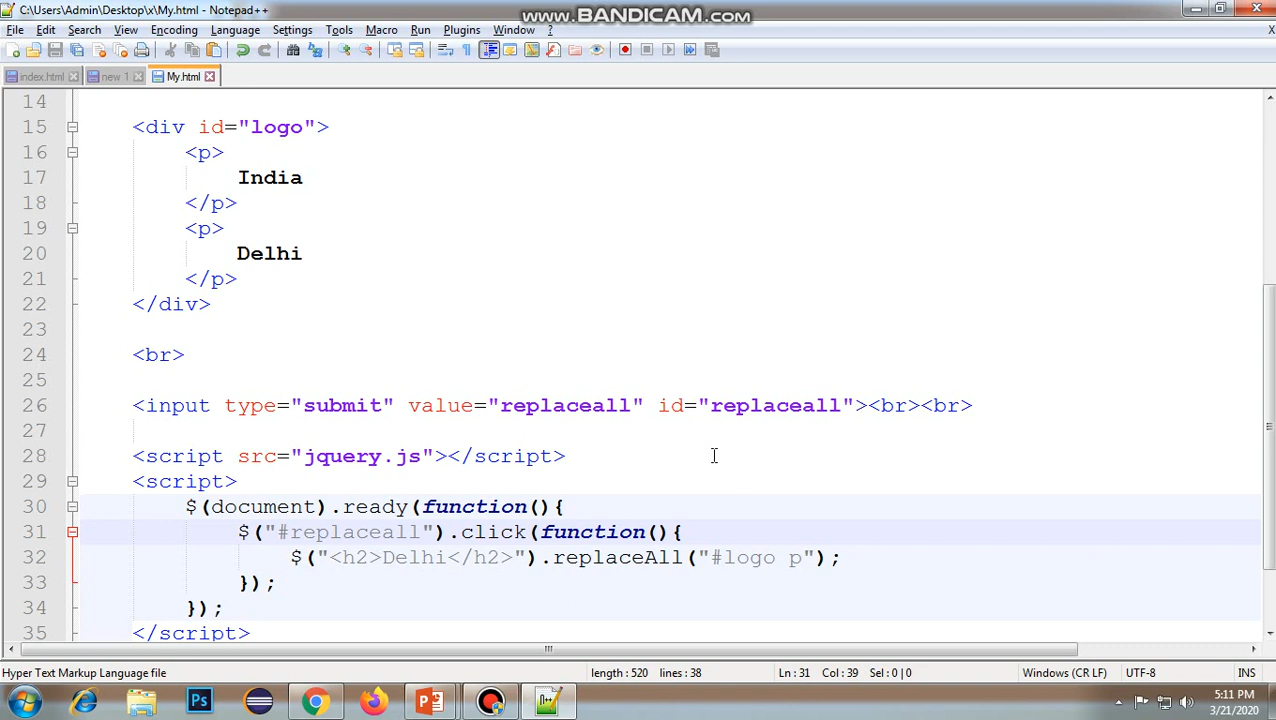 C:\Users\Admin\Desktop\x\My.html - Notepad++
www.BANDICAM.com
File Edit Search View Encoding Language Settings Tools Macro Run Plugins Window ? X
index.html new 1 My.html
14
15 <div id="logo">
16 <p>
17 India
18 </p>
19 <p>
20 Delhi
21 </p>
22 </div>
23
24 <br>
25
26 <input type="submit" value="replaceall" id="replaceall"><br><br>
27
28 <script src="jquery.js"></script>
29 <script>
30 $(document).ready(function(){
31 $("#replaceall").click(function(){
32 $("<h2>Delhi</h2>").replaceAll("#logo p");
33 });
34 });
35 </script>
Hyper Text Markup Language file length : 520 lines : 38 Ln : 31 Col : 39 Sel : 0 | 0 Windows (CR LF) UTF-8 INS
Ps
5:11 PM
3/21/2020